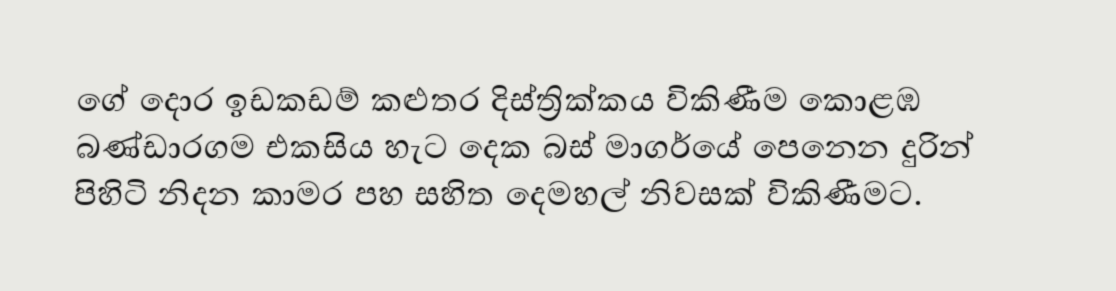 ගේ දොර ඉඩකඩම් කළුතර දිස්ත්‍රික්කය විකිණීම කොළඹ
බණ්ඩාරගම එකසිය හැට දෙක බස් මාගර්යේ පෙනෙන දුරින්
පිහිටි නිදන කාමර පහ සහිත දෙමහල් නිවසක් විකිණීමට.